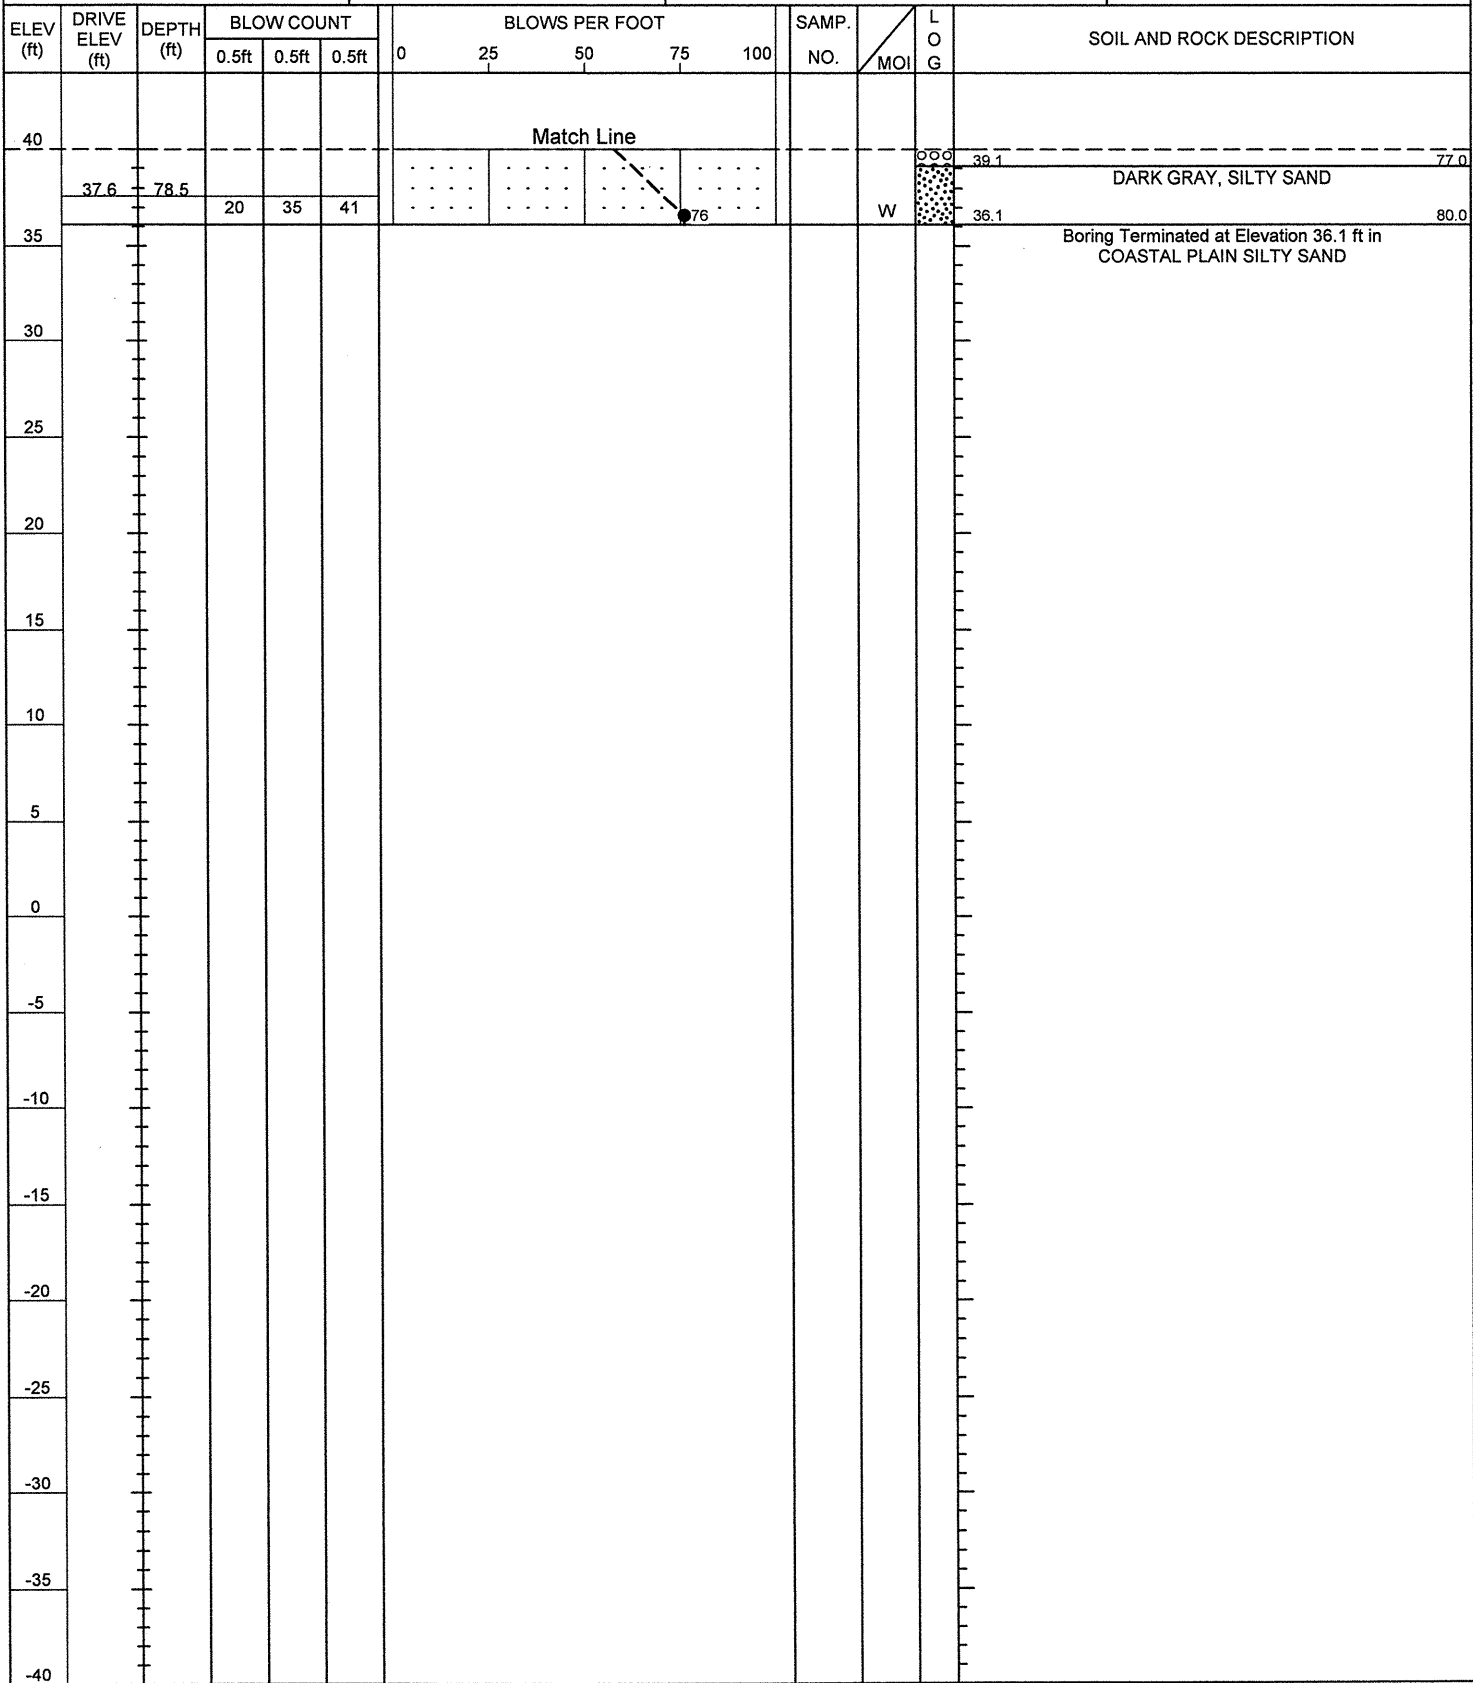 ELEV (ft) DRIVE ELEV (ft) DEPTH (ft) BLOW COUNT BLOWS PER FOOT SAMP. NO. MOI L O G SOIL AND ROCK DESCRIPTION
0.5ft 0.5ft 0.5ft 0 25 50 75 100
40 Match Line
39.1 77.0
DARK GRAY, SILTY SAND
37.6 78.5
20 35 41 76 W 36.1 80.0
35 Boring Terminated at Elevation 36.1 ft in
COASTAL PLAIN SILTY SAND
30
25
20
15
10
5
0
-5
-10
-15
-20
-25
-30
-35
-40